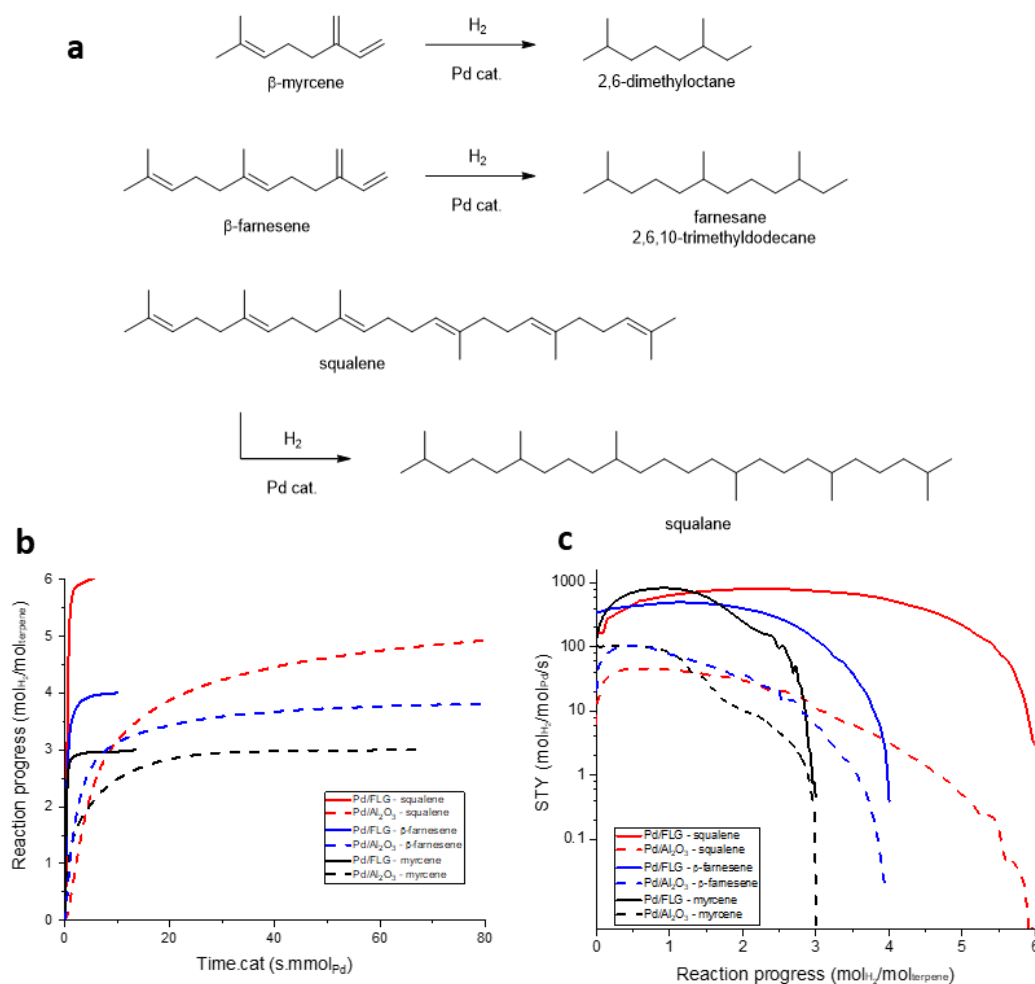 a
H₂
Pd cat.
β-myrcene
2,6-dimethyloctane
H₂
Pd cat.
β-farnesene
farnesane
2,6,10-trimethyldodecane
squalene
H₂
Pd cat.
squalane
b
Reaction progress (molH₂/molterpene)
6
5
4
3
2
1
0
0
20
40
60
80
Time.cat (s.mmolPd)
Pd/FLG - squalene
Pd/Al₂O₃ - squalene
Pd/FLG - β-farnesene
Pd/Al₂O₃ - β-farnesene
Pd/FLG - myrcene
Pd/Al₂O₃ - myrcene
c
STY (molH₂/molPd/s)
1000
100
10
1
0.1
0
1
2
3
4
5
6
Reaction progress (molH₂/molterpene)
Pd/FLG - squalene
Pd/Al₂O₃ - squalene
Pd/FLG - β-farnesene
Pd/Al₂O₃ - β-farnesene
Pd/FLG - myrcene
Pd/Al₂O₃ - myrcene